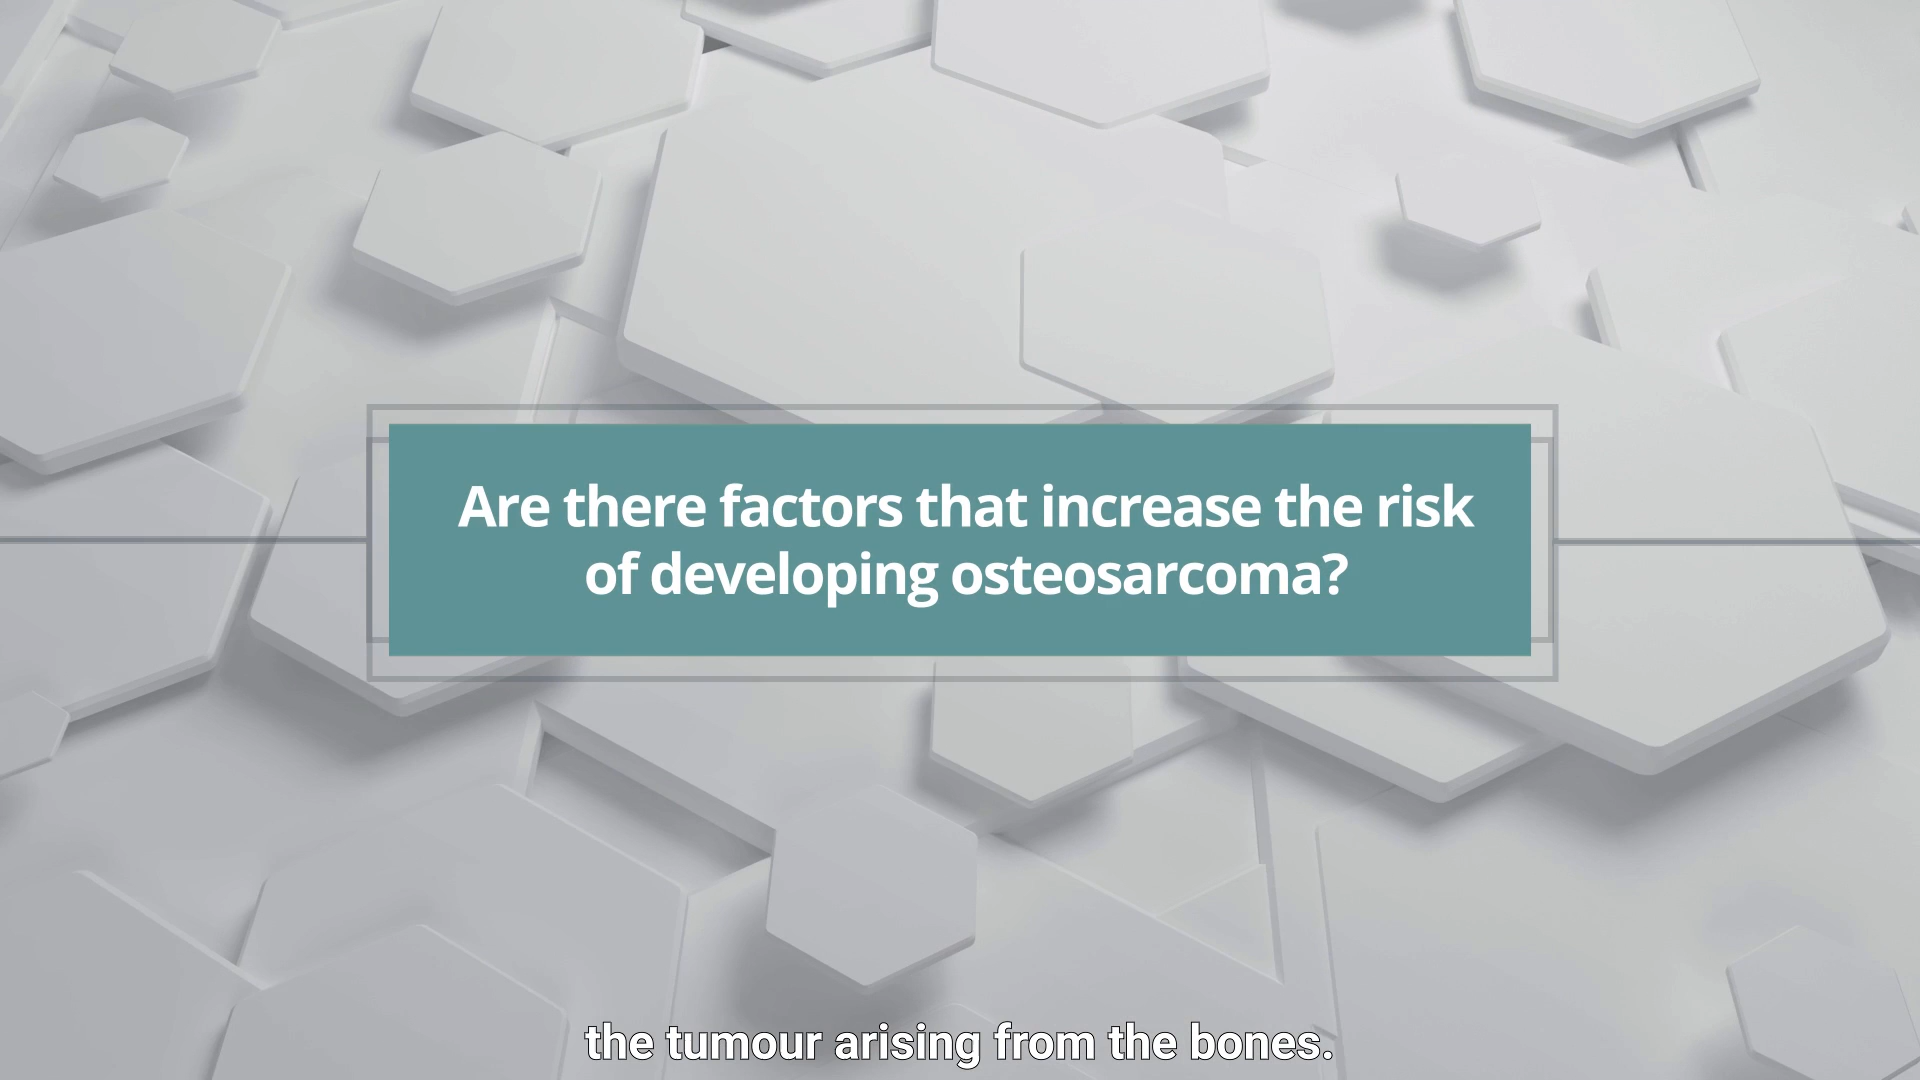 Are there factors that increase the risk
of developing osteosarcoma?
the tumour arising from the bones.